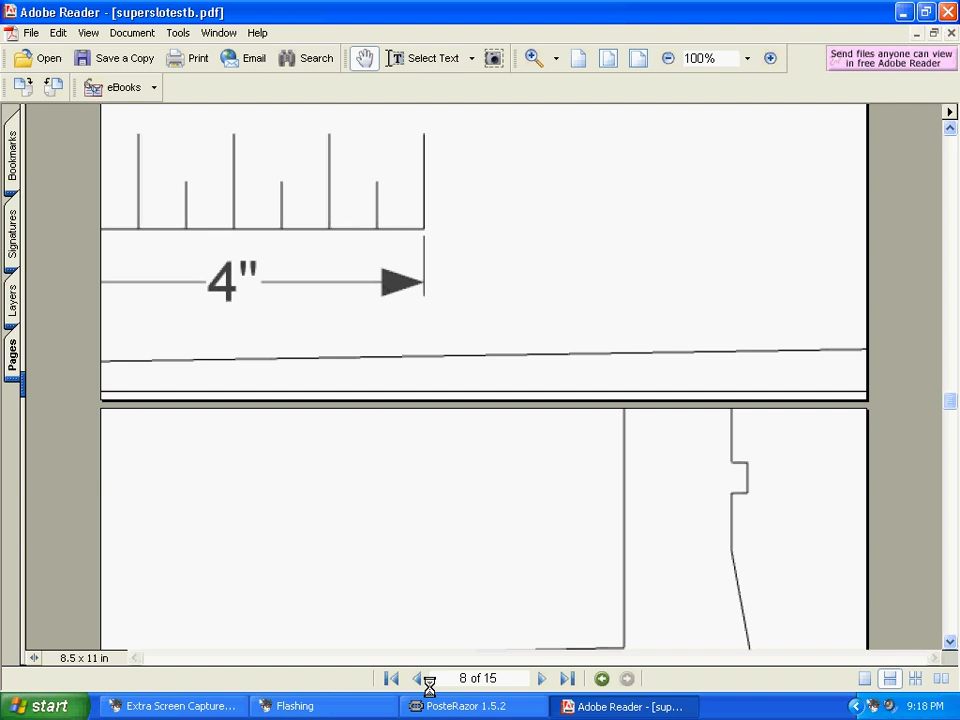 Adobe Reader - [superslotestb.pdf]
File Edit View Document Tools Window Help
Open Save a Copy Print Email Search Select Text 100%
Send files anyone can view
in free Adobe Reader
eBooks
Bookmarks
Signatures
Layers
Pages
4"
8.5 x 11 in
8 of 15
start Extra Screen Capture... Flashing PosteRazor 1.5.2 Adobe Reader - [sup... 9:18 PM